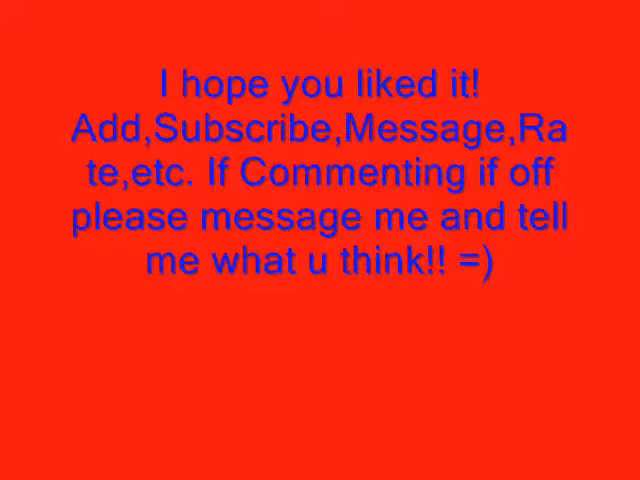 I hope you liked it!
Add,Subscribe,Message,Ra
te,etc. If Commenting if off
please message me and tell
me what u think!! =)